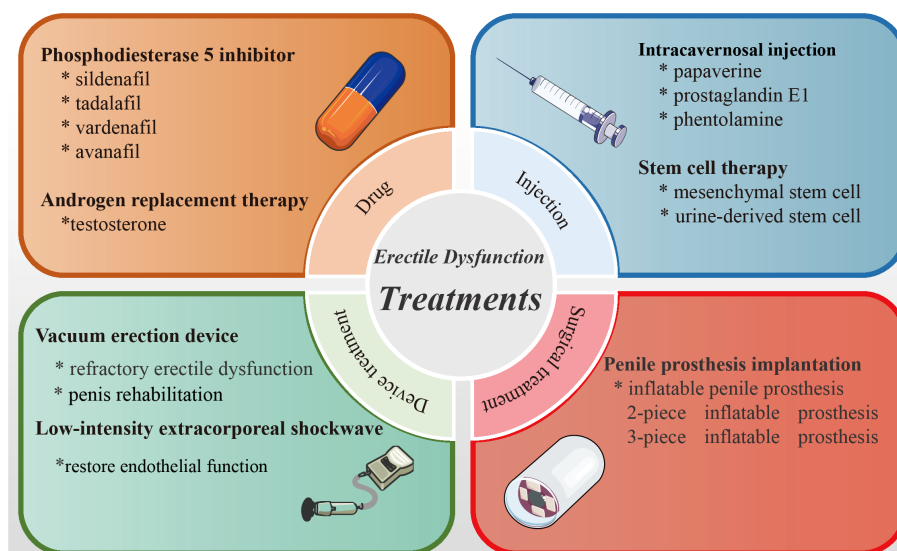 Phosphodiesterase 5 inhibitor
* sildenafil
* tadalafil
* vardenafil
* avanafil
Androgen replacement therapy
*testosterone
Drug
Intracavernosal injection
* papaverine
* prostaglandin E1
* phentolamine
Stem cell therapy
* mesenchymal stem cell
* urine-derived stem cell
Injection
Erectile Dysfunction
Treatments
Vacuum erection device
* refractory erectile dysfunction
* penis rehabilitation
Low-intensity extracorporeal shockwave
*restore endothelial function
Device treatment
Surgical treatment
Penile prosthesis implantation
* inflatable penile prosthesis
2-piece inflatable prosthesis
3-piece inflatable prosthesis